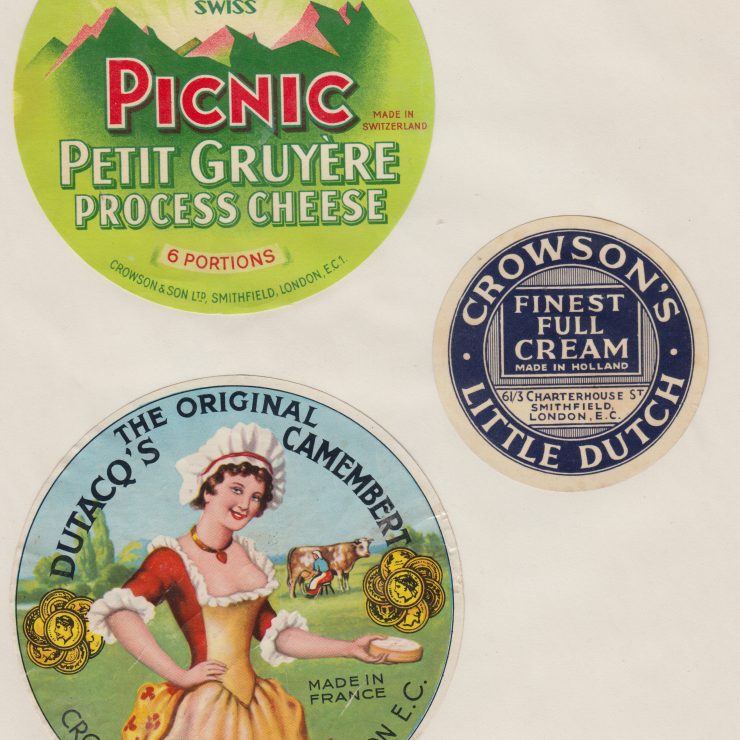 SWISS
PICNIC
MADE IN
SWITZERLAND
PETIT GRUYÈRE
PROCESS CHEESE
6 PORTIONS
CROWSON & SON LTD, SMITHFIELD, LONDON, E.C.1.
CROWSON'S
FINEST
FULL
CREAM
MADE IN HOLLAND
61/3 CHARTERHOUSE ST
SMITHFIELD,
LONDON, E.C.
LITTLE DUTCH
THE ORIGINAL
DUTACQ'S CAMEMBERT
MADE IN
FRANCE
E.C.